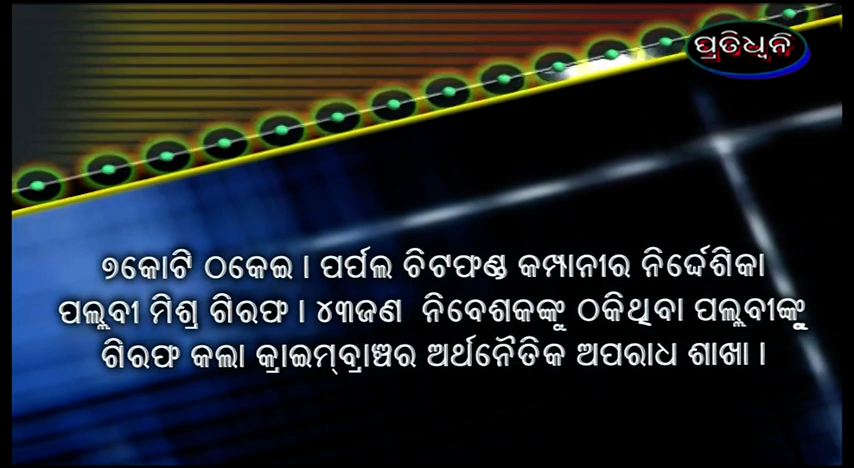 ପ୍ରତିଧ୍ୱନି
୭କୋଟି ଠକେଇ । ପର୍ପଲ ଚିଟଫଣ୍ଡ କମ୍ପାନୀର ନିର୍ଦ୍ଦେଶିକା
ପଲ୍ଲବୀ ମିଶ୍ର ଗିରଫ । ୪୩ଜଣ ନିବେଶକଙ୍କୁ ଠକିଥିବା ପଲ୍ଲବୀଙ୍କୁ
ଗିରଫ କଲା କ୍ରାଇମ୍‌ବ୍ରାଞ୍ଚର ଅର୍ଥନୈତିକ ଅପରାଧ ଶାଖା ।